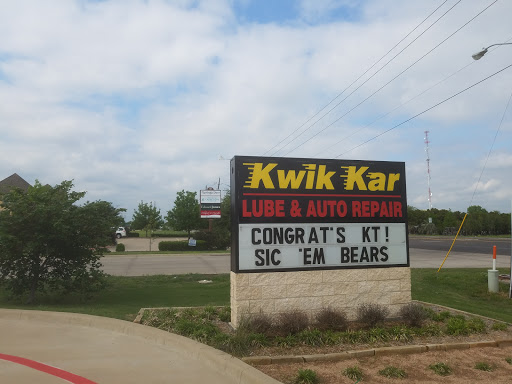 Kwik Kar
LUBE & AUTO REPAIR
CONGRAT'S KT!
SIC 'EM BEARS